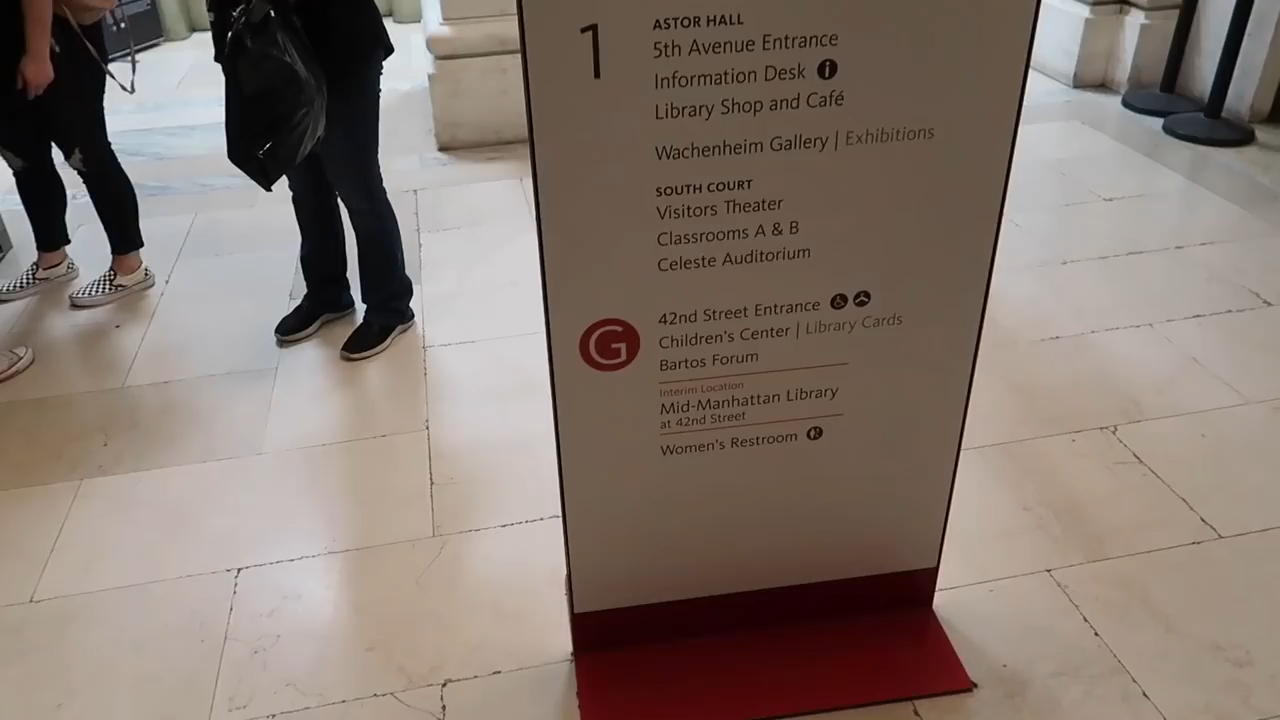 1
ASTOR HALL
5th Avenue Entrance
Information Desk i
Library Shop and Café
Wachenheim Gallery | Exhibitions
SOUTH COURT
Visitors Theater
Classrooms A & B
Celeste Auditorium
G
42nd Street Entrance
Children's Center | Library Cards
Bartos Forum
Interim Location
Mid-Manhattan Library
at 42nd Street
Women's Restroom